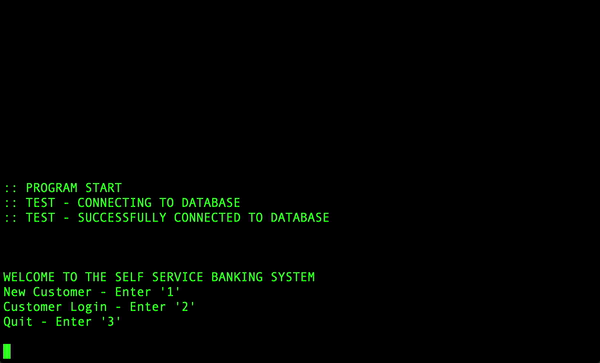 :: PROGRAM START
:: TEST - CONNECTING TO DATABASE
:: TEST - SUCCESSFULLY CONNECTED TO DATABASE
WELCOME TO THE SELF SERVICE BANKING SYSTEM
New Customer - Enter '1'
Customer Login - Enter '2'
Quit - Enter '3'